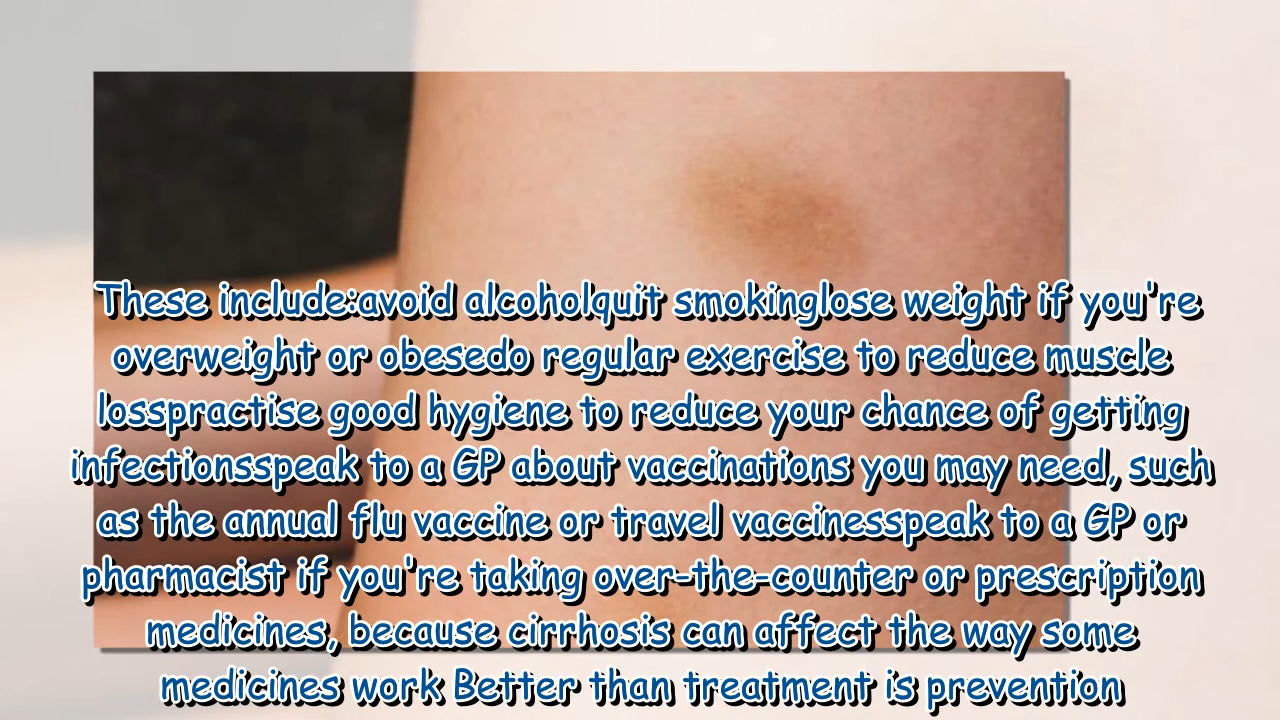 These include:avoid alcoholquit smokinglose weight if you're
overweight or obesedo regular exercise to reduce muscle
losspractise good hygiene to reduce your chance of getting
infectionsspeak to a GP about vaccinations you may need, such
as the annual flu vaccine or travel vaccinesspeak to a GP or
pharmacist if you're taking over-the-counter or prescription
medicines, because cirrhosis can affect the way some
medicines work Better than treatment is prevention